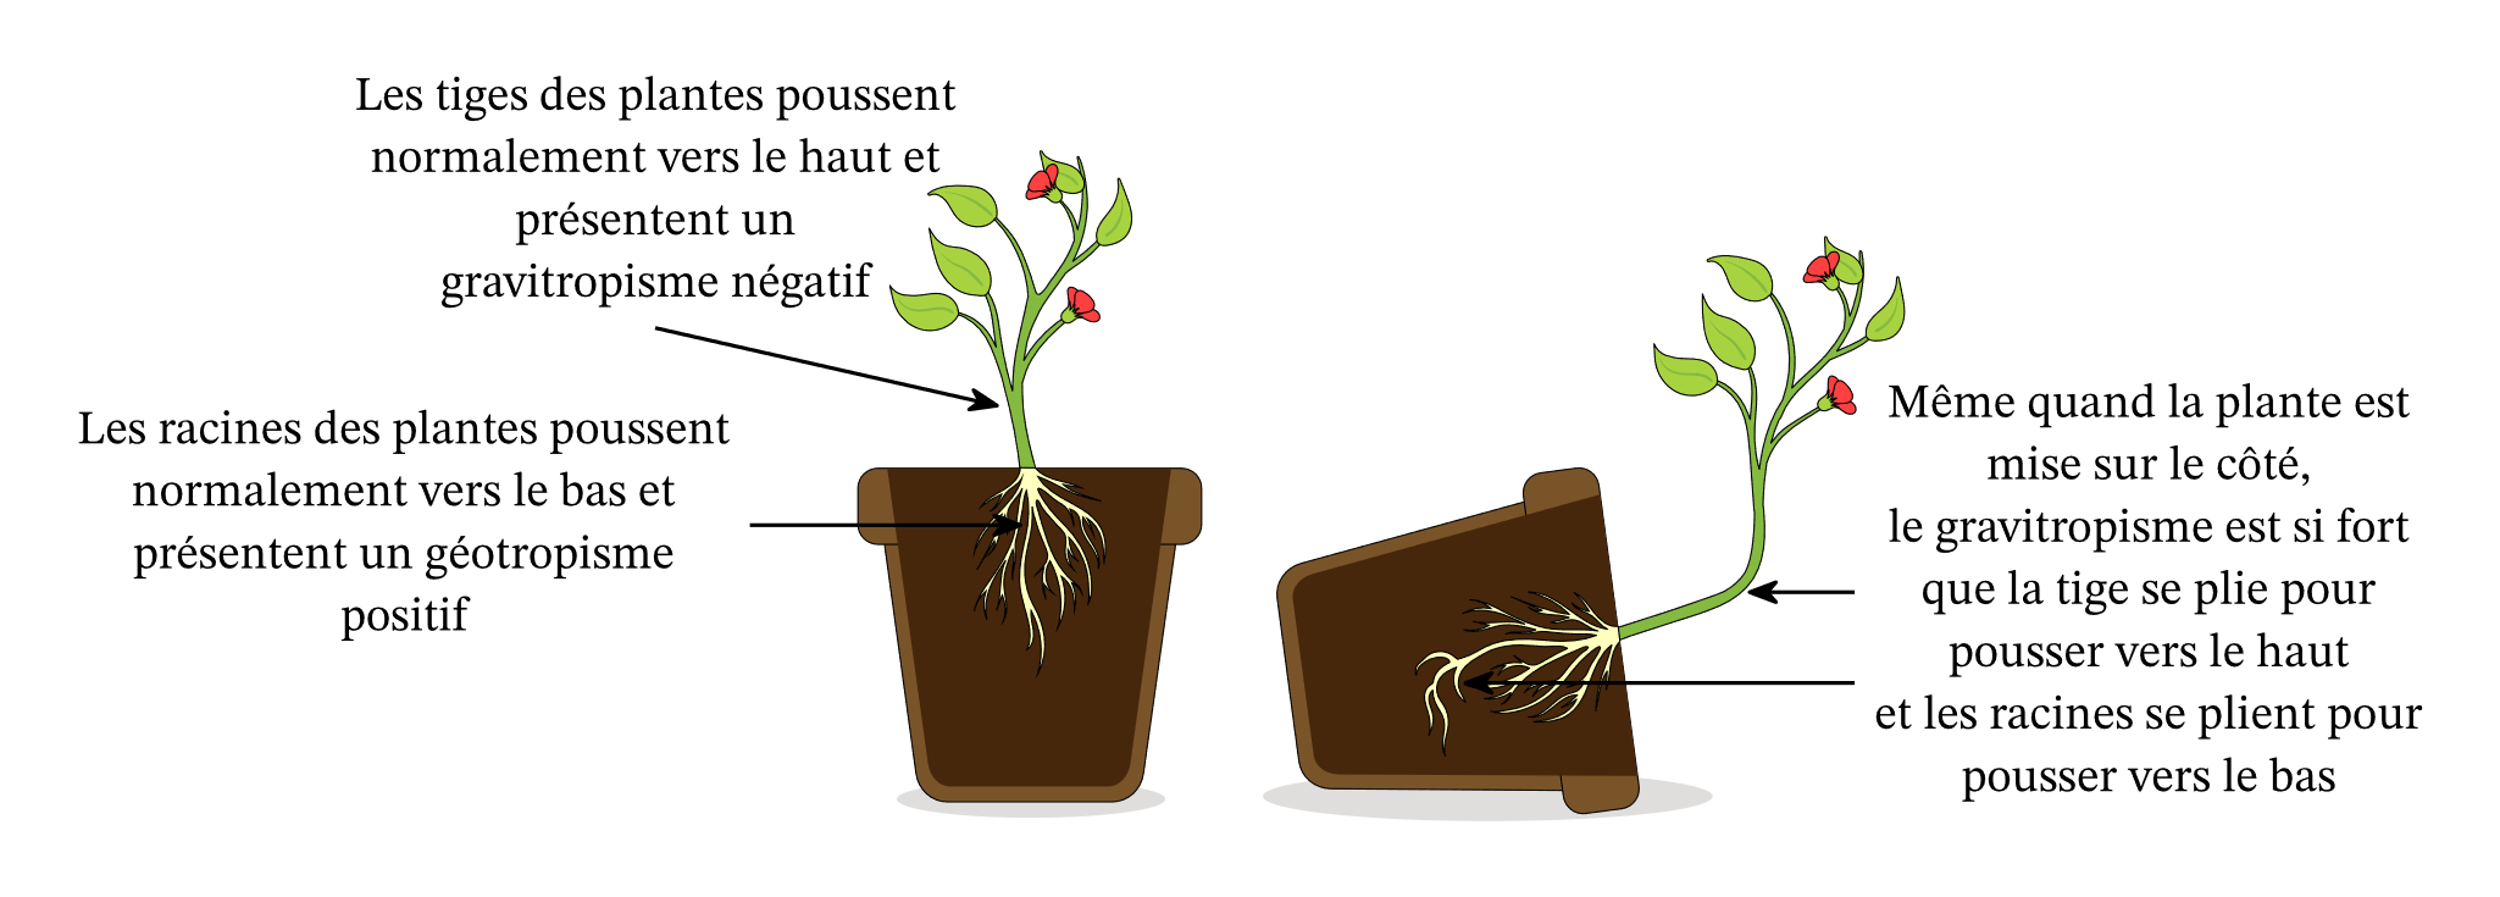 Les tiges des plantes poussent
normalement vers le haut et
présentent un
gravitropisme négatif
Les racines des plantes poussent
normalement vers le bas et
présentent un géotropisme
positif
Même quand la plante est
mise sur le côté,
le gravitropisme est si fort
que la tige se plie pour
pousser vers le haut
et les racines se plient pour
pousser vers le bas